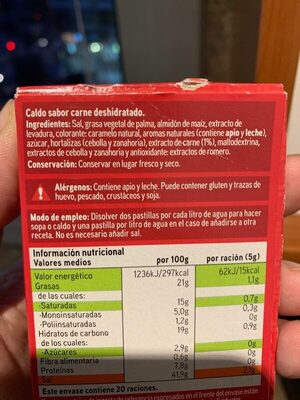 Caldo sabor carne deshidratado.
Ingredientes: Sal, grasa vegetal de palma, almidón de maíz, extracto de
levadura, colorante: caramelo natural, aromas naturales (contiene apio y leche),
azúcar, hortalizas (cebolla y zanahoria), extracto de carne (1%), maltodextrina,
extractos de cebolla y zanahoria y antioxidante: extractos de romero.
Conservación: Conservar en lugar fresco y seco.
Alérgenos: Contiene apio y leche. Puede contener gluten y trazas de
huevo, pescado, crustáceos y soja.
Modo de empleo: Disolver dos pastillas por cada litro de agua para hacer
sopa o caldo y una pastilla por litro de agua en el caso de añadirse a otra
receta. No es necesario añadir sal.
Información nutricional
Valores medios por 100g por ración (5g)
Valor energético 1236kJ/297kcal 62kJ/15kcal
Grasas 21g 1,1g
de las cuales:
-Saturadas 15g 0,7g
-Monoinsaturadas 5,0g 0,3g
-Poliinsaturadas 1,2g 0g
Hidratos de carbono 19g 0,9g
de los cuales:
-Azúcares 2,9g 0g
Fibra alimentaria 0,6g 0g
Proteínas 7,8g 0g
Sal 41,9g
Este envase contiene 20 raciones.